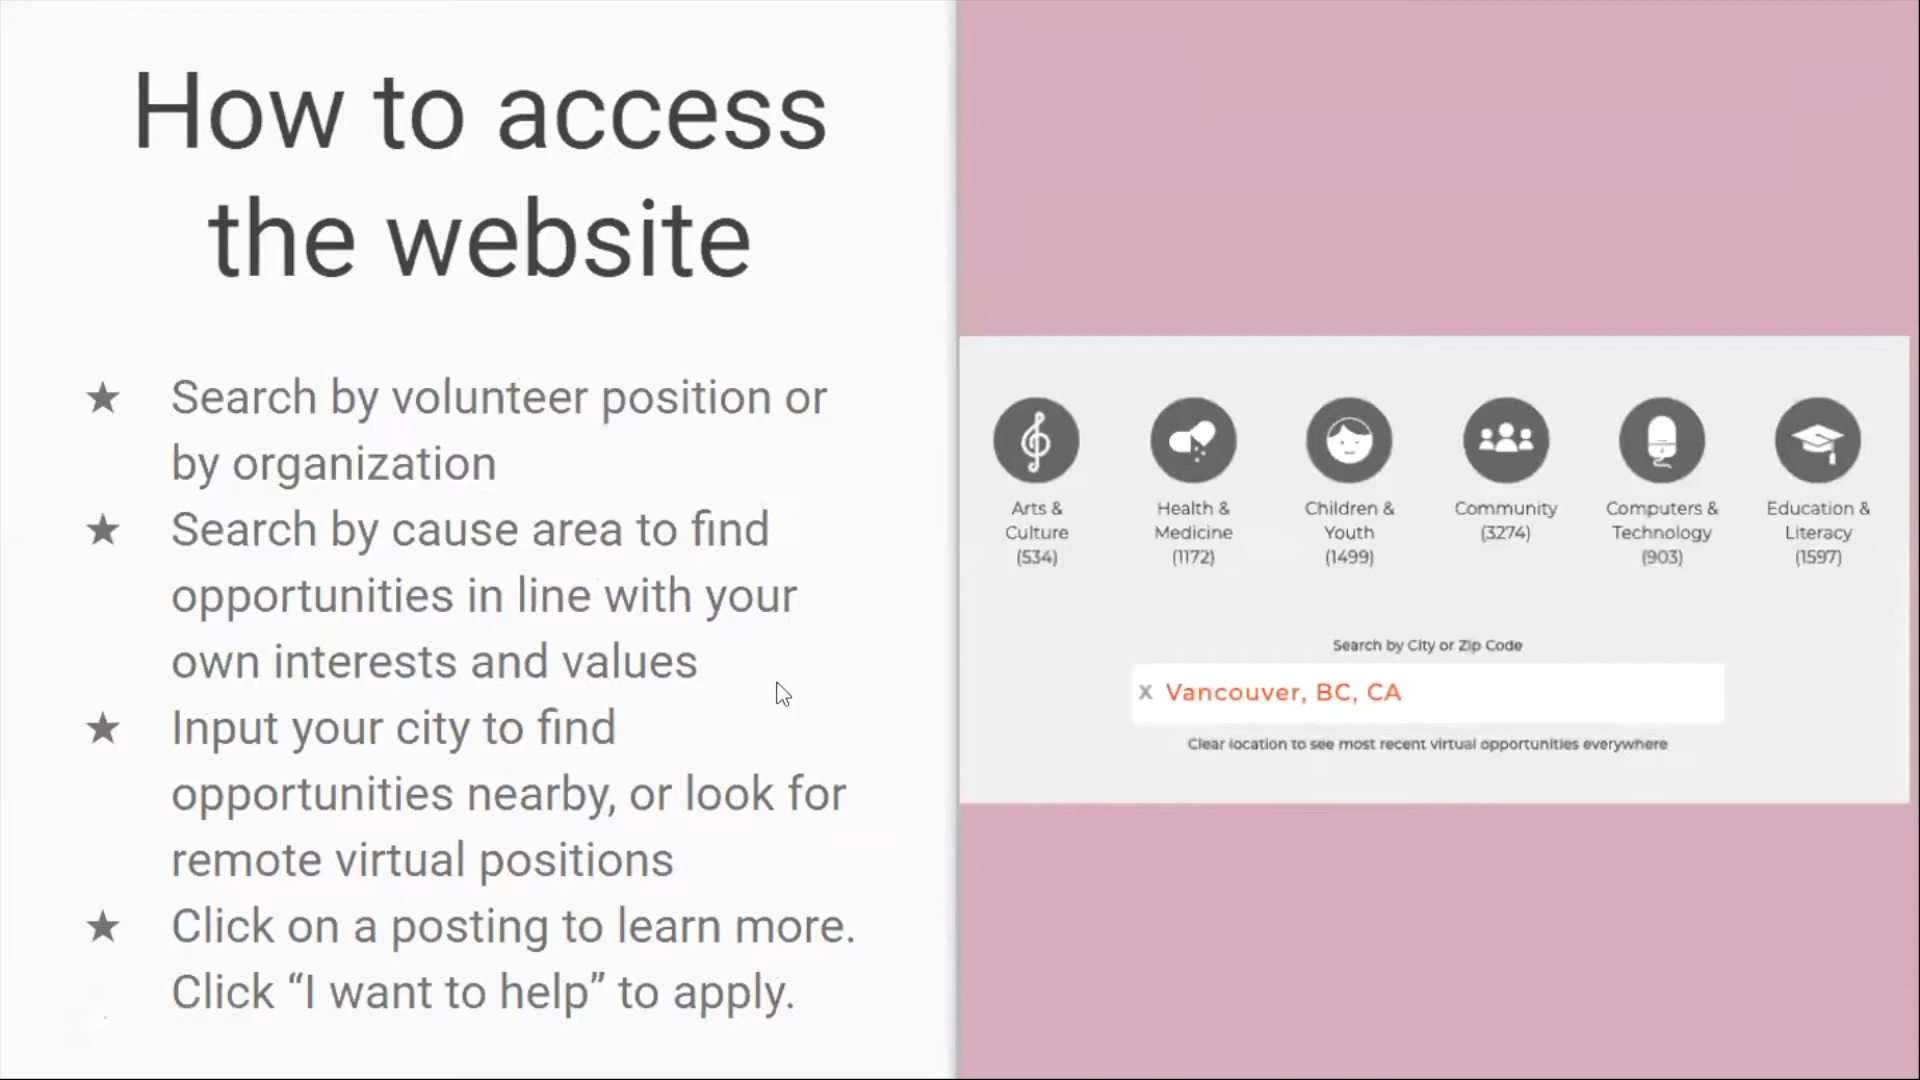 How to access
the website
★ Search by volunteer position or
by organization
★ Search by cause area to find
opportunities in line with your
own interests and values
★ Input your city to find
opportunities nearby, or look for
remote virtual positions
★ Click on a posting to learn more.
Click “I want to help” to apply.
Arts &
Culture
(534)
Health &
Medicine
(1172)
Children &
Youth
(1499)
Community
(3274)
Computers &
Technology
(903)
Education &
Literacy
(1597)
Search by City or Zip Code
X Vancouver, BC, CA
Clear location to see most recent virtual opportunities everywhere